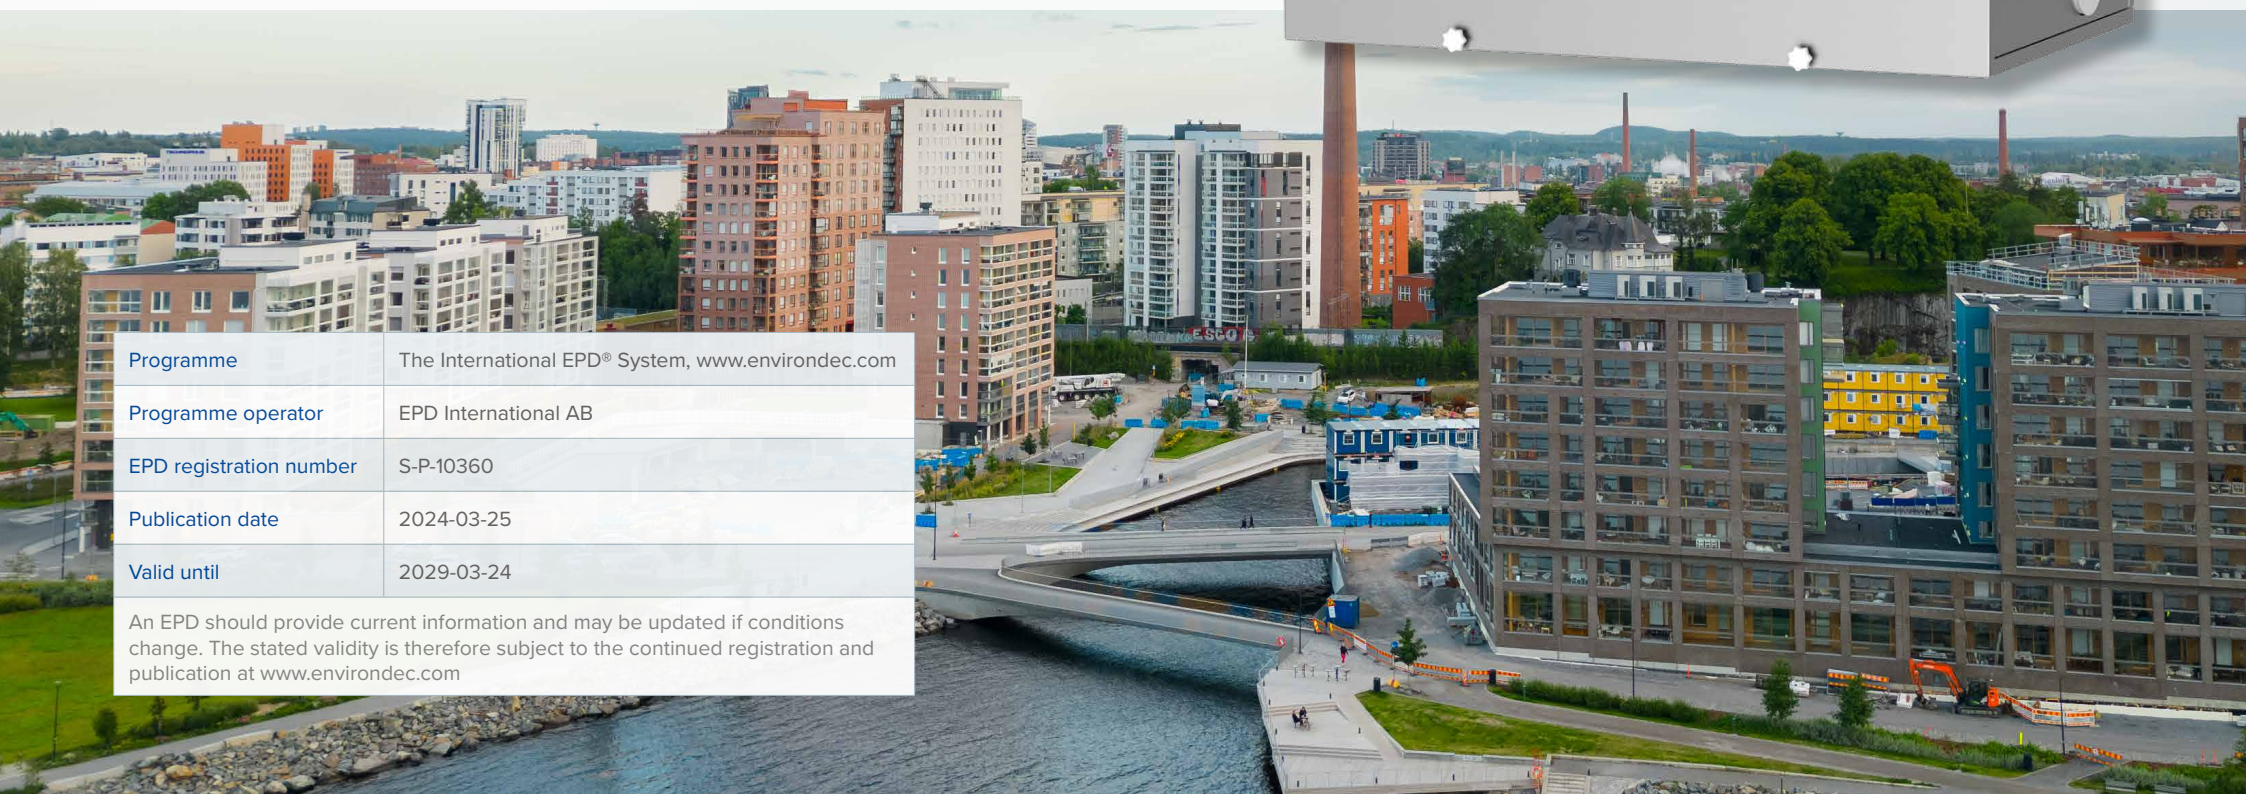 Programme
The International EPD® System, www.environdec.com
Programme operator
EPD International AB
EPD registration number
S-P-10360
Publication date
2024-03-25
Valid until
2029-03-24
An EPD should provide current information and may be updated if conditions
change. The stated validity is therefore subject to the continued registration and
publication at www.environdec.com